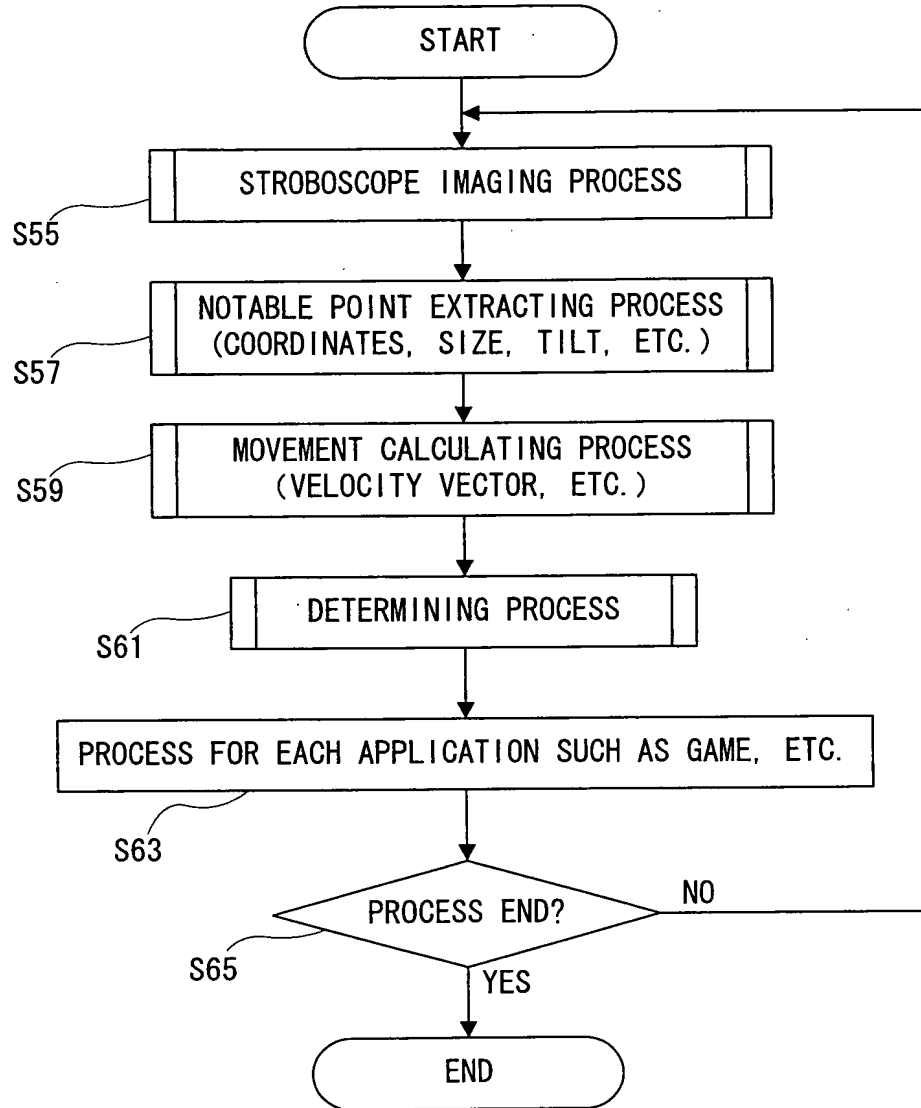 START
STROBOSCOPE IMAGING PROCESS
S55
NOTABLE POINT EXTRACTING PROCESS
(COORDINATES, SIZE, TILT, ETC.)
S57
MOVEMENT CALCULATING PROCESS
(VELOCITY VECTOR, ETC.)
S59
DETERMINING PROCESS
S61
PROCESS FOR EACH APPLICATION SUCH AS GAME, ETC.
S63
PROCESS END?
NO
S65
YES
END